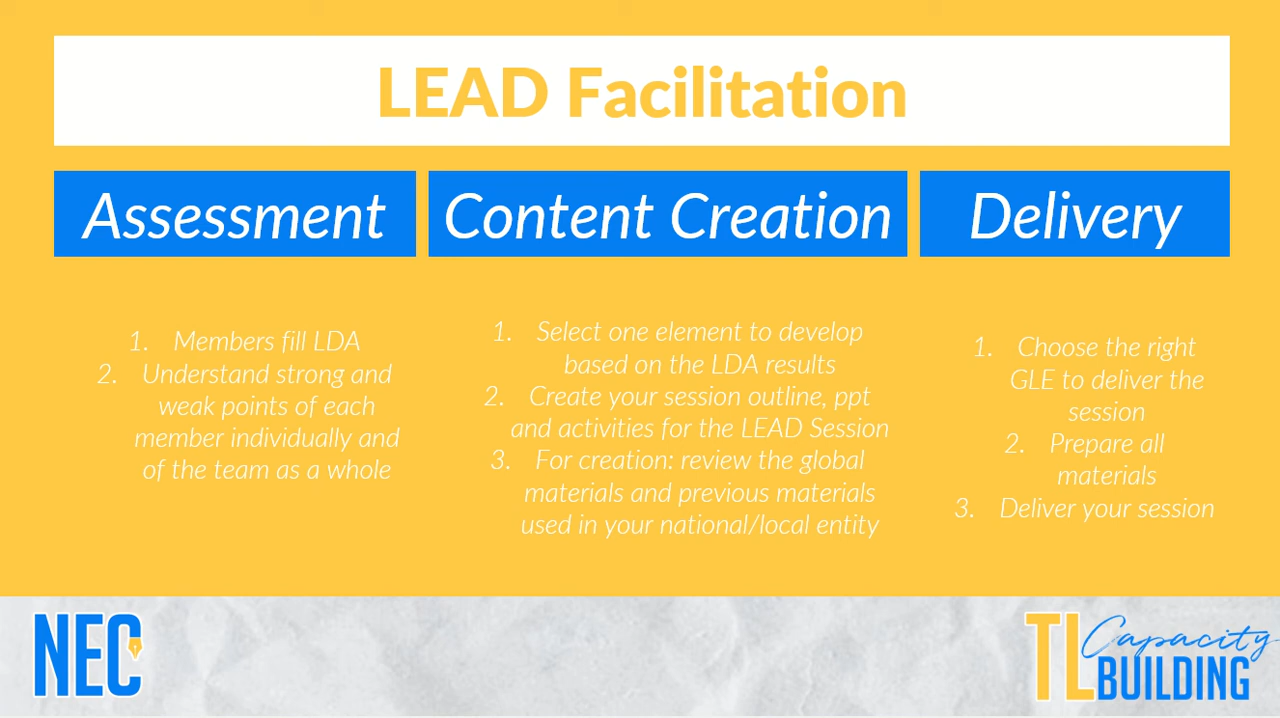 LEAD Facilitation
Assessment
Content Creation
Delivery
1. Members fill LDA
2. Understand strong and
weak points of each
member individually and
of the team as a whole
1. Select one element to develop
based on the LDA results
2. Create your session outline, ppt
and activities for the LEAD Session
3. For creation: review the global
materials and previous materials
used in your national/local entity
1. Choose the right
GLE to deliver the
session
2. Prepare all
materials
3. Deliver your session
NEC
TL Capacity
BUILDING